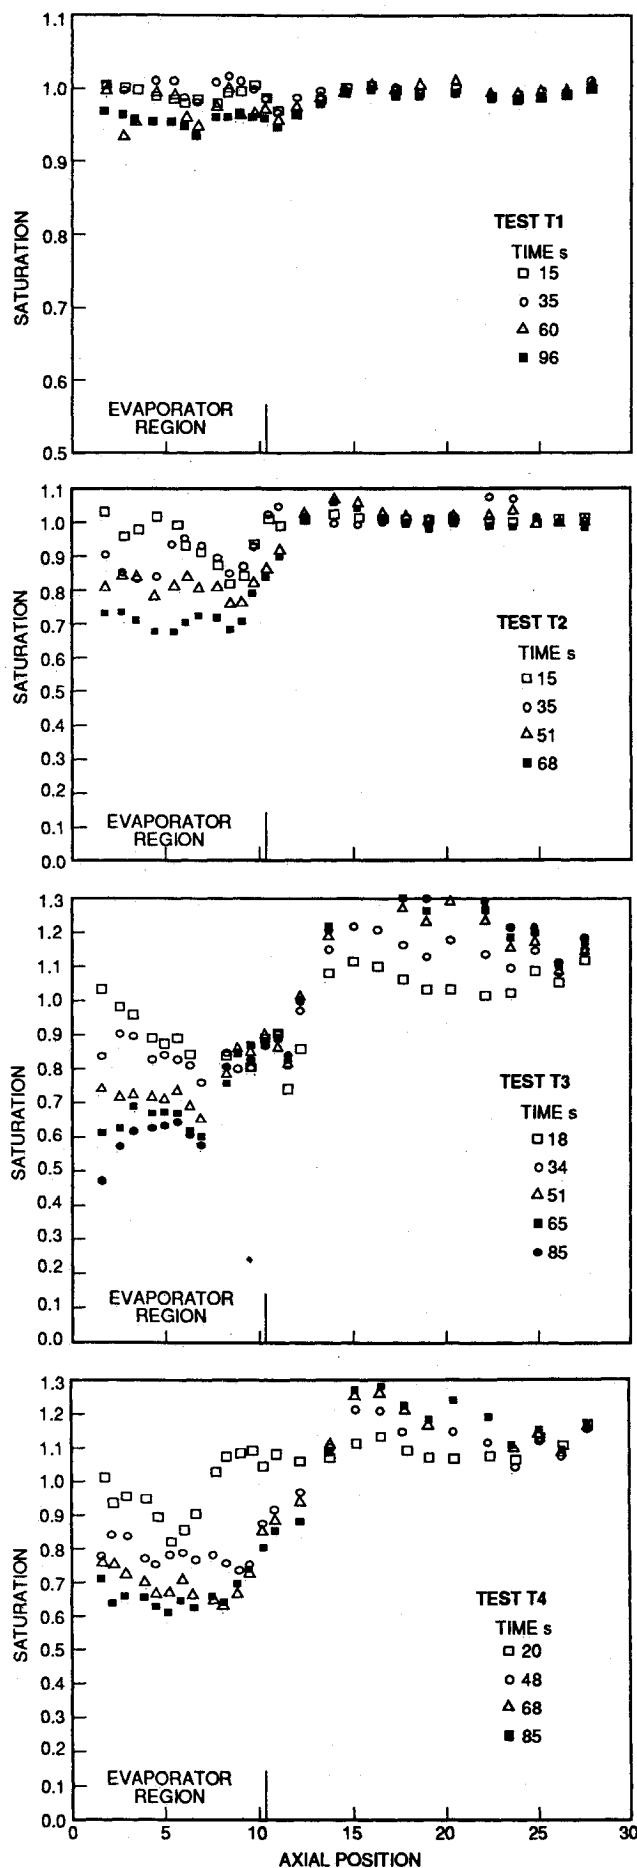 1.1
1.0
0.9
0.8
0.7
0.6
0.5
SATURATION
TEST T1
TIME s
15
35
60
96
EVAPORATOR
REGION
1.1
1.0
0.9
0.8
0.7
0.6
0.5
0.4
0.3
0.2
0.1
0.0
SATURATION
TEST T2
TIME s
15
35
51
68
EVAPORATOR
REGION
1.3
1.2
1.1
1.0
0.9
0.8
0.7
0.6
0.5
0.4
0.3
0.2
0.1
0.0
SATURATION
TEST T3
TIME s
18
34
51
65
85
EVAPORATOR
REGION
1.3
1.2
1.1
1.0
0.9
0.8
0.7
0.6
0.5
0.4
0.3
0.2
0.1
0.0
SATURATION
TEST T4
TIME s
20
48
68
85
EVAPORATOR
REGION
0 5 10 15 20 25 30
AXIAL POSITION